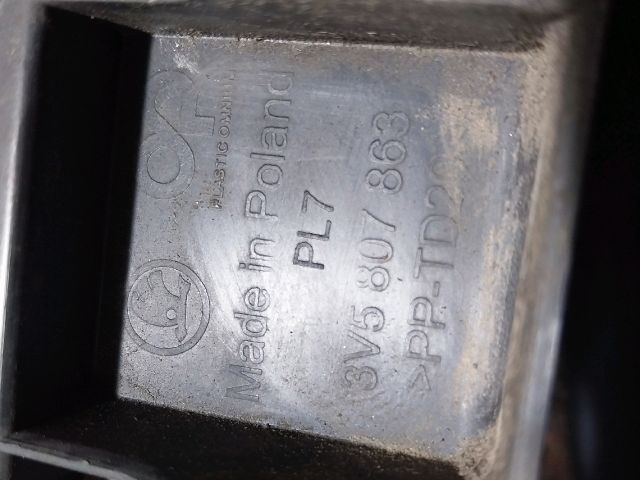 PLASTIC OMNIUM
Made in Poland
PL7
3V5 807 863
>PP-TD2